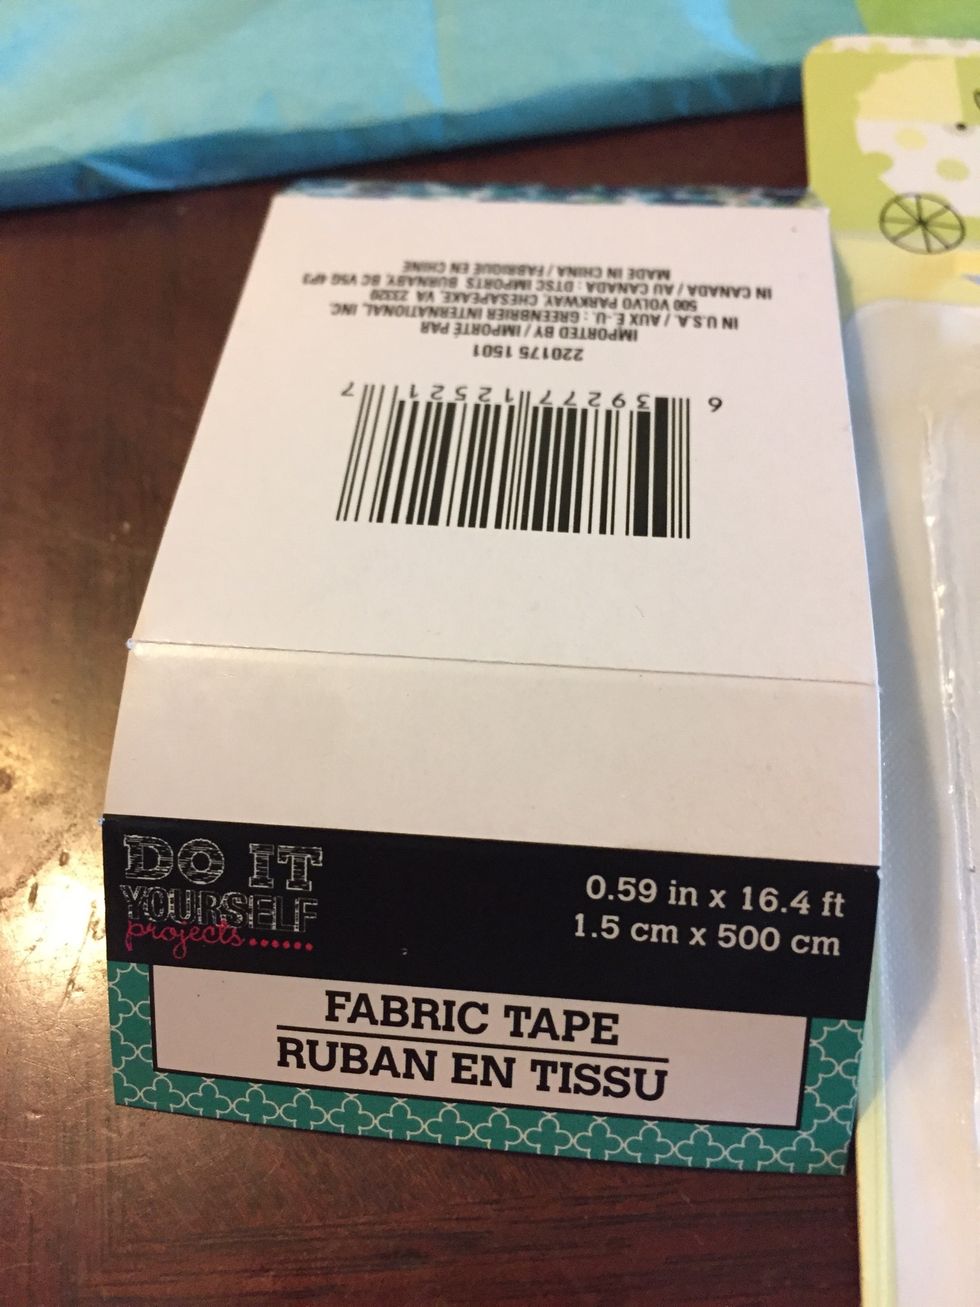 DO IT
YOURSELF
projects......
0.59 in x 16.4 ft
1.5 cm x 500 cm
FABRIC TAPE
RUBAN EN TISSU
6 39277 12521 7
220175 1501
IMPORTED BY / IMPORTÉ PAR
IN U.S.A. / AUX E.-U. : GREENBRIER INTERNATIONAL, INC.
500 VOLVO PARKWAY, CHESAPEAKE, VA 23320
IN CANADA / AU CANADA : DTSC IMPORTS BURNABY, BC V5G 4P3
MADE IN CHINA / FABRIQUÉ EN CHINE